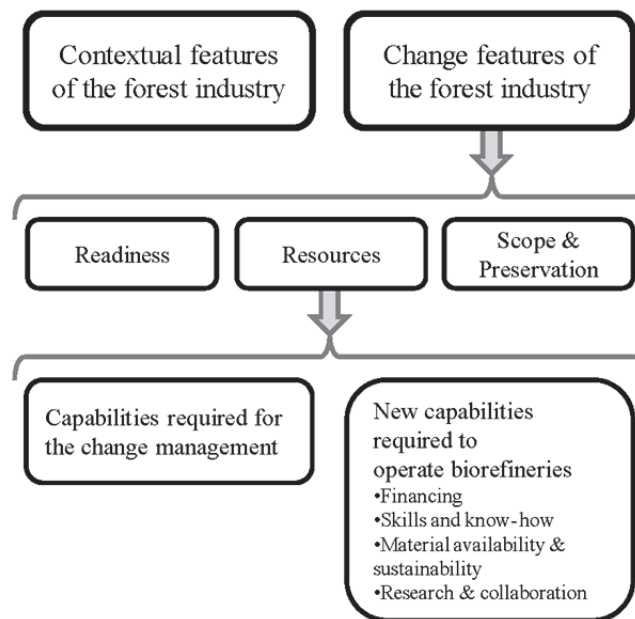 Contextual features
of the forest industry
Change features of
the forest industry
Readiness
Resources
Scope &
Preservation
Capabilities required for
the change management
New capabilities
required to
operate biorefineries
•Financing
•Skills and know-how
•Material availability &
sustainability
•Research & collaboration